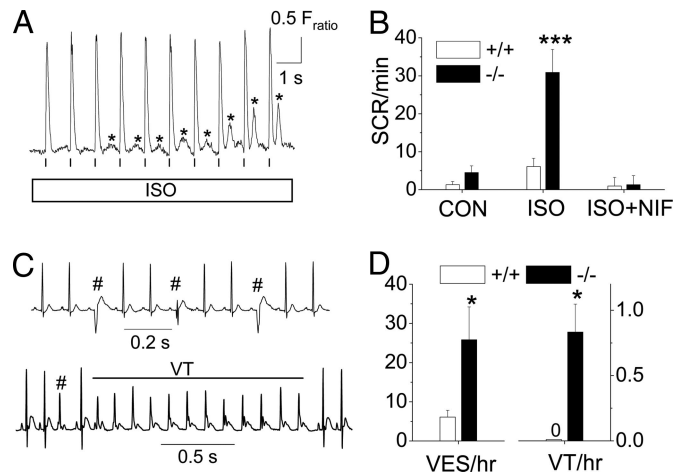 A
0.5 Fratio
1 s
* * * * * * * *
ISO
B
+/+
-/-
***
SCR/min
40
30
20
10
0
CON ISO ISO+NIF
C
# # #
0.2 s
VT
#
0.5 s
D
+/+ -/-
* *
40
30
20
10
0
0
1.0
0.5
0.0
VES/hr VT/hr